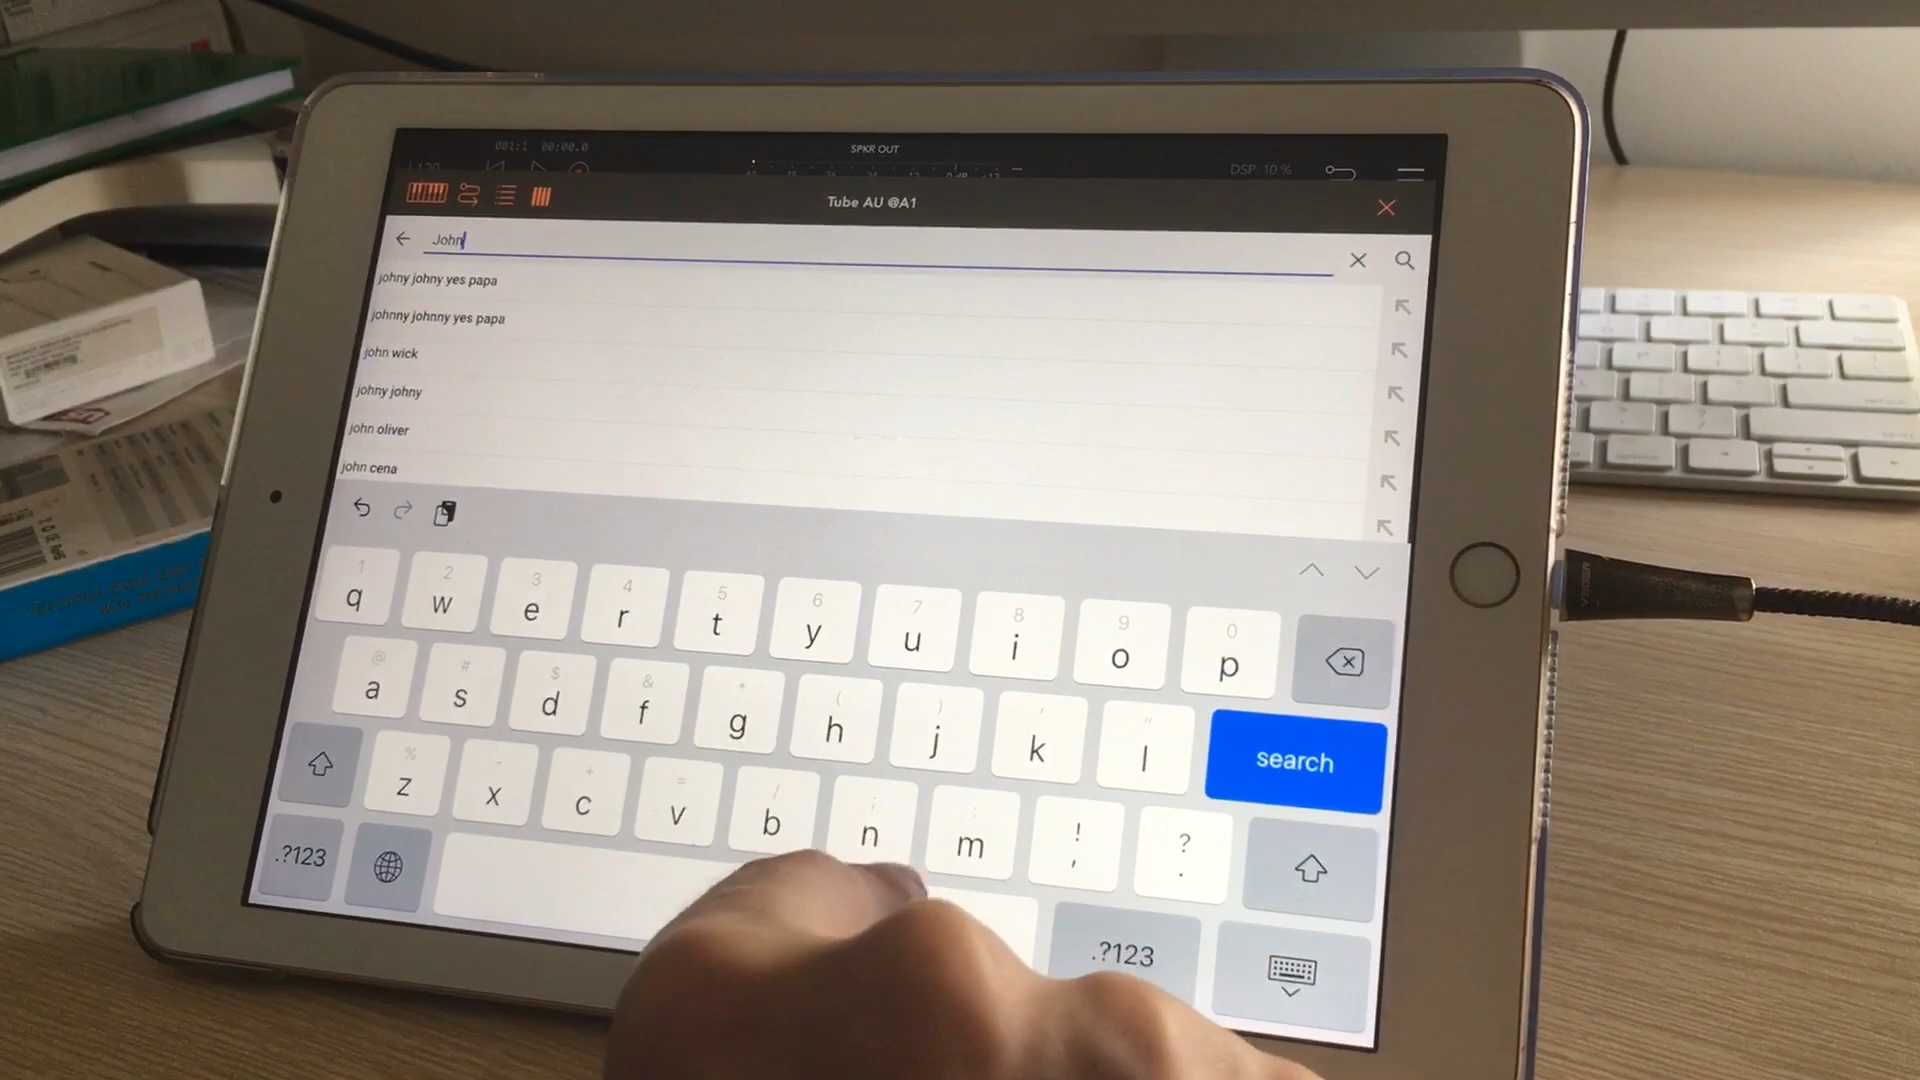 001:1 00:00.0
SPKR OUT
DSP: 10 %
Tube AU @A1
John
johny johny yes papa
johnny johnny yes papa
john wick
johny johny
john oliver
john cena
1 2 3 4 5 6 7 8 9 0
q w e r t y u i o p
@ # $ & * ( ) ' "
a s d f g h j k l search
% - + = / ; : ! ?
z x c v b n m , .
.?123
.?123